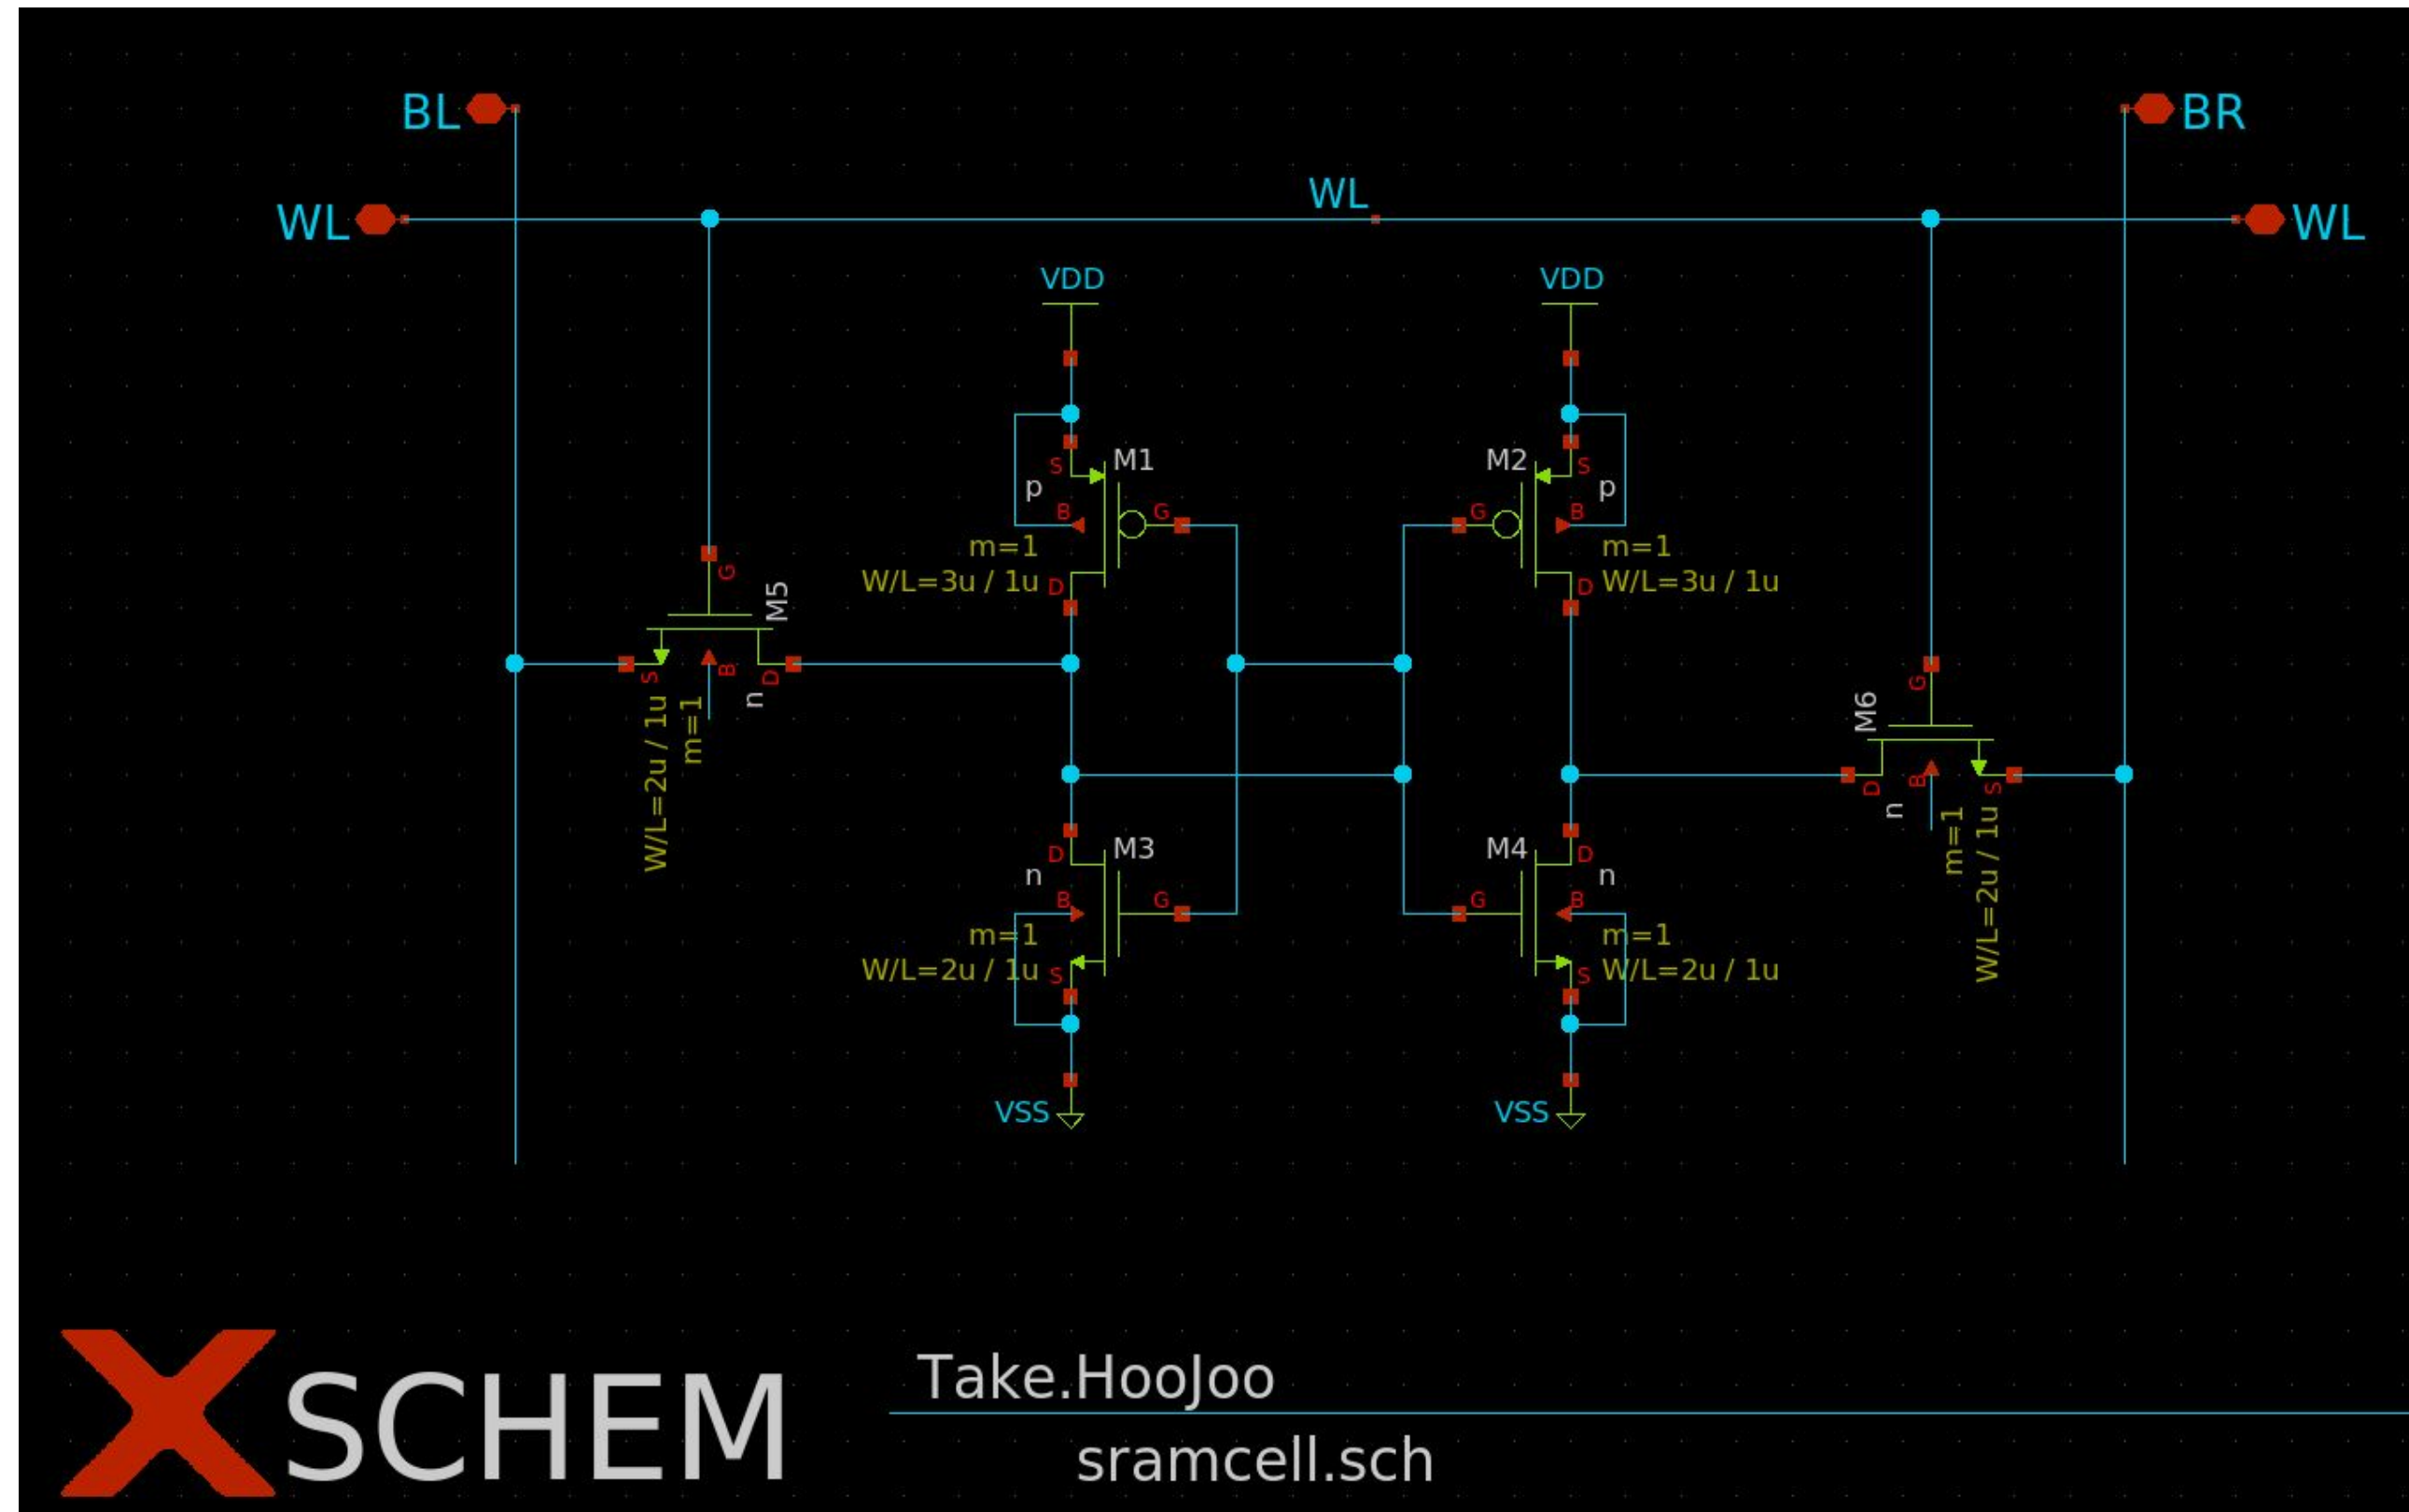 BL
BR
WL
WL
WL
VDD
VDD
S
M1
M2
S
p
p
B
G
G
B
m=1
m=1
W/L=3u / 1u
D
D
W/L=3u / 1u
G
M5
S
B
D
n
W/L=2u / 1u
m=1
G
M6
D
B
S
n
m=1
W/L=2u / 1u
D
M3
M4
D
n
n
B
G
G
B
m=1
m=1
W/L=2u / 1u
S
S
W/L=2u / 1u
VSS
VSS
XSCHEM
Take.HooJoo
sramcell.sch